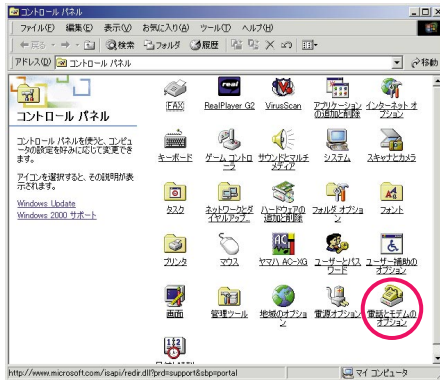 コントロール パネル
ファイル(F) 編集(E) 表示(V) お気に入り(A) ツール(T) ヘルプ(H)
戻る 検索 フォルダ 履歴
アドレス(D) コントロール パネル 移動
コントロール パネル
コントロール パネルを使うと、コンピュ
ータの設定を好みに応じて変更でき
ます。
アイコンを選択すると、その説明が表
示されます。
Windows Update
Windows 2000 サポート
FAX
RealPlayer G2
VirusScan
アプリケーション
の追加と削除
インターネット オ
プション
キーボード
ゲーム コントロ
ーラ
サウンドとマルチ
メディア
システム
スキャナとカメラ
タスク
ネットワークとダ
イヤルアップ...
ハードウェアの
追加と削除
フォルダ オプショ
ン
フォント
プリンタ
マウス
ヤマハ AC-XG
ユーザーとパス
ワード
ユーザー補助の
オプション
画面
管理ツール
地域のオプショ
ン
電源オプション
電話とモデムの
オプション
http://www.microsoft.com/isapi/redir.dll?prd=support&sbp=portal
マイ コンピュータ